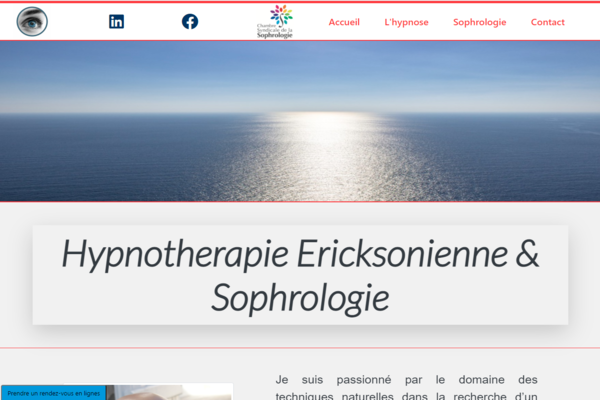 Chambre
Syndicale de la
Sophrologie
Accueil
L'hypnose
Sophrologie
Contact
Hypnotherapie Ericksonienne &
Sophrologie
Prendre un rendez-vous en lignes
Je suis passionné par le domaine des
techniques naturelles dans la recherche d'un